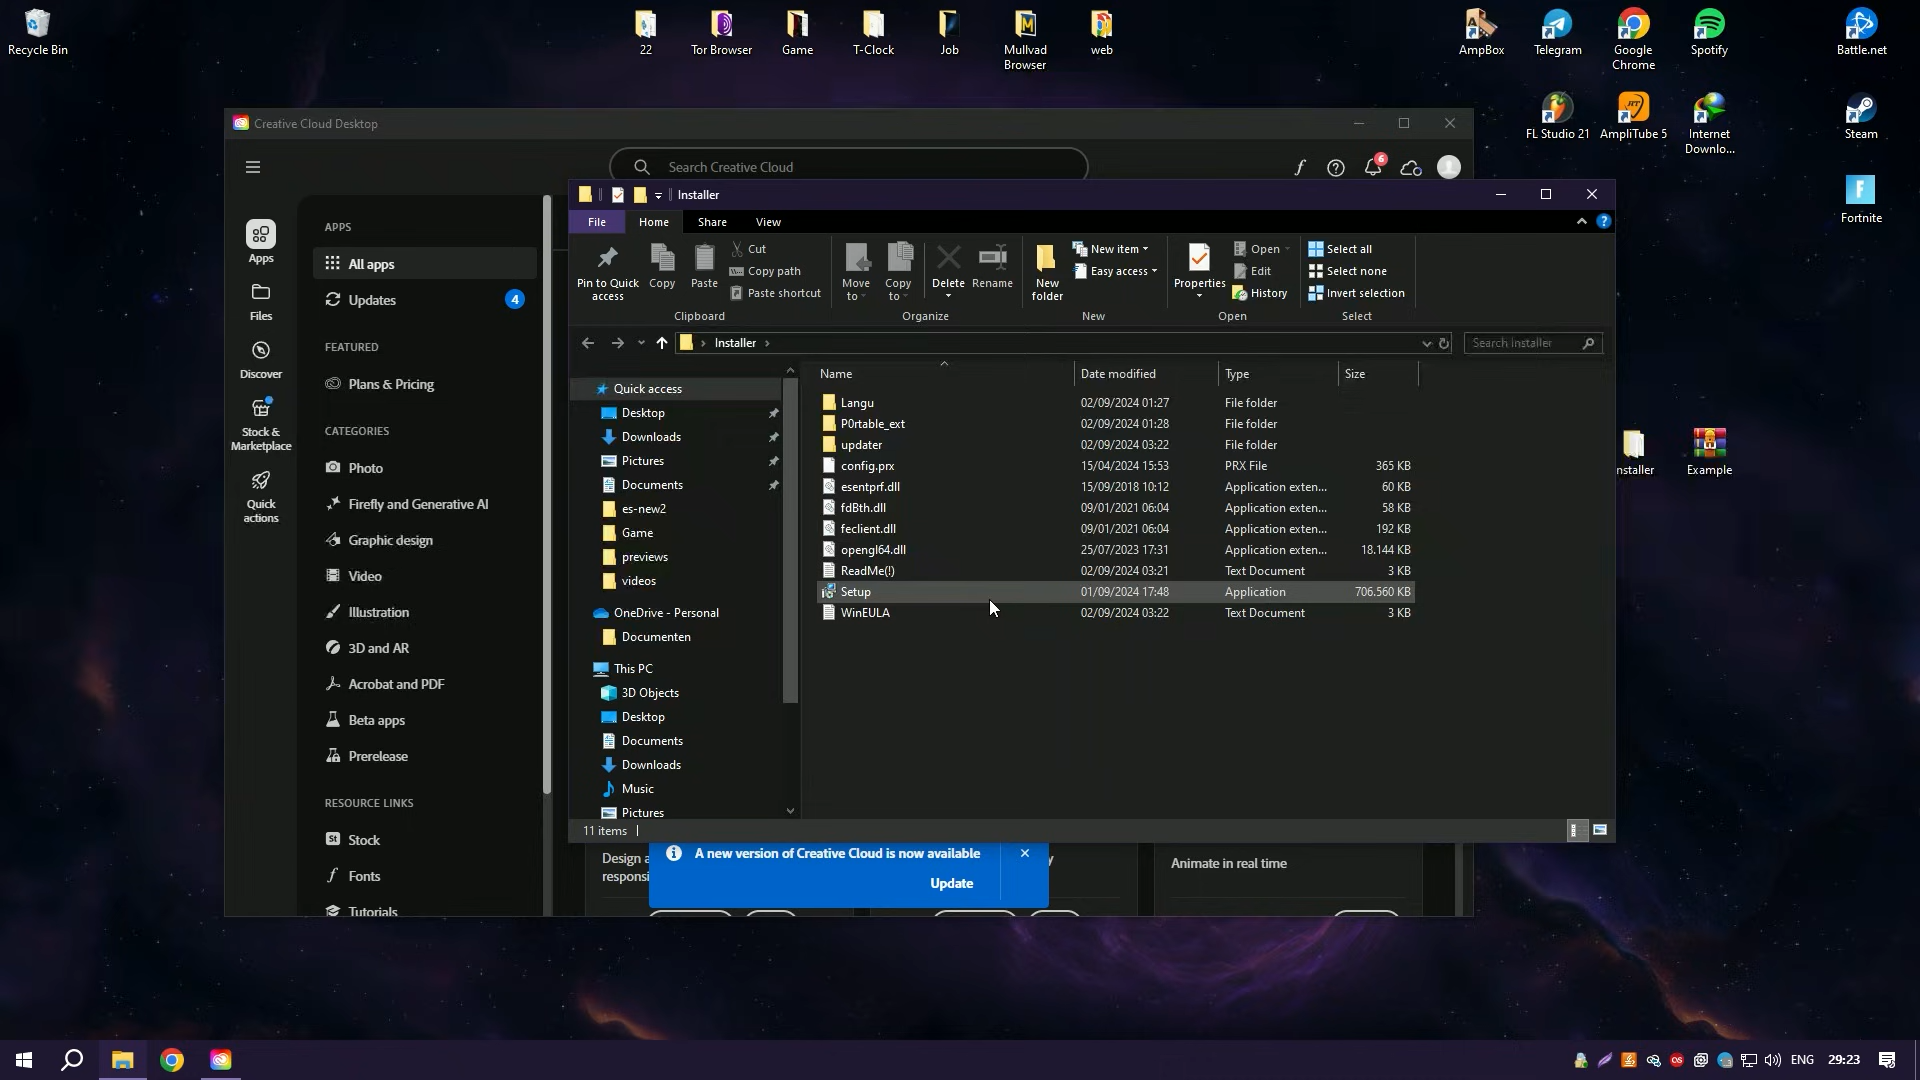 Recycle Bin
22
Tor Browser
Game
T-Clock
Job
Mullvad
Browser
web
AmpBox
Telegram
Google
Chrome
Spotify
Battle.net
FL Studio 21
AmpliTube 5
Internet
Downlo...
Steam
Fortnite
nstaller
Example
Creative Cloud Desktop
Search Creative Cloud
6
Apps
Files
Discover
Stock &
Marketplace
Quick
actions
APPS
All apps
Updates
4
FEATURED
Plans & Pricing
CATEGORIES
Photo
Firefly and Generative AI
Graphic design
Video
Illustration
3D and AR
Acrobat and PDF
Beta apps
Prerelease
RESOURCE LINKS
St Stock
Fonts
Tutorials
Installer
File
Home
Share
View
Pin to Quick
access
Copy
Paste
Cut
Copy path
Paste shortcut
Clipboard
Move
to
Copy
to
Delete
Rename
Organize
New
folder
New item
Easy access
New
Properties
Open
Edit
History
Open
Select all
Select none
Invert selection
Select
Installer
Search Installer
Quick access
Desktop
Downloads
Pictures
Documents
es-new2
Game
previews
videos
OneDrive - Personal
Documenten
This PC
3D Objects
Desktop
Documents
Downloads
Music
Pictures
Name Date modified Type Size
Langu 02/09/2024 01:27 File folder
P0rtable_ext 02/09/2024 01:28 File folder
updater 02/09/2024 03:22 File folder
config.prx 15/04/2024 15:53 PRX File 365 KB
esentprf.dll 15/09/2018 10:12 Application exten... 60 KB
fdBth.dll 09/01/2021 06:04 Application exten... 58 KB
feclient.dll 09/01/2021 06:04 Application exten... 192 KB
opengl64.dll 25/07/2023 17:31 Application exten... 18.144 KB
ReadMe(!) 02/09/2024 03:21 Text Document 3 KB
Setup 01/09/2024 17:48 Application 706.560 KB
WinEULA 02/09/2024 03:22 Text Document 3 KB
11 items
Design a
responsi
A new version of Creative Cloud is now available
Update
y
Animate in real time
ENG
29:23